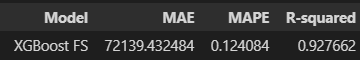 Model MAE MAPE R-squared
XGBoost FS 72139.432484 0.124084 0.927662